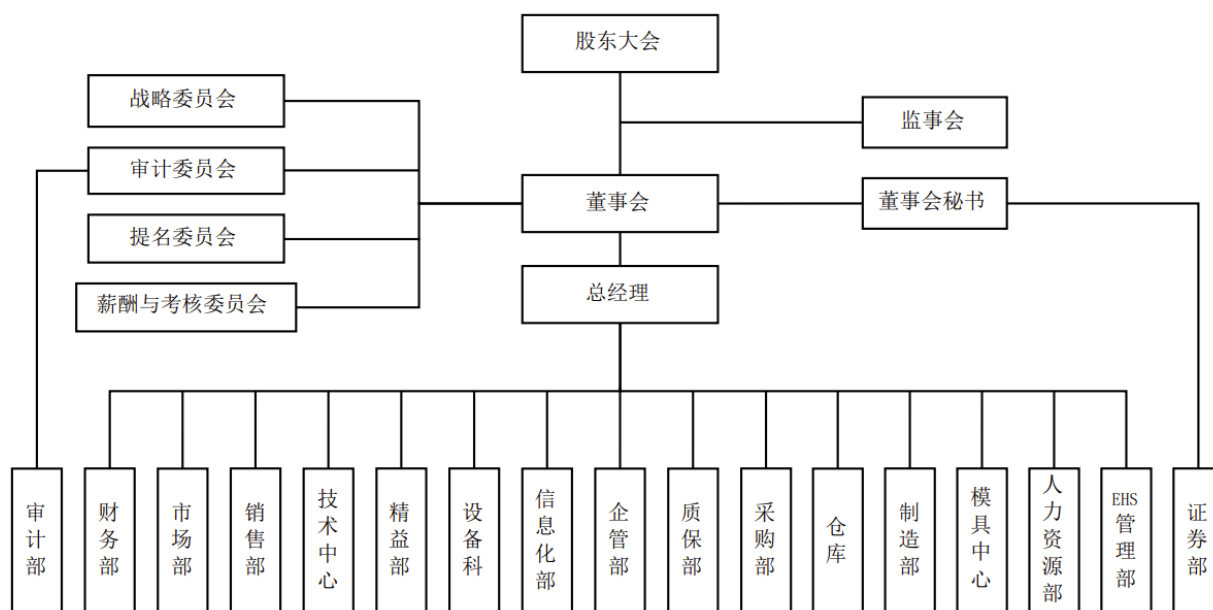 股东大会
战略委员会
监事会
审计委员会
董事会
董事会秘书
提名委员会
总经理
薪酬与考核委员会
审计部
财务部
市场部
销售部
技术中心
精益部
设备科
信息化部
企管部
质保部
采购部
仓库
制造部
模具中心
人力资源部
EHS管理部
证券部